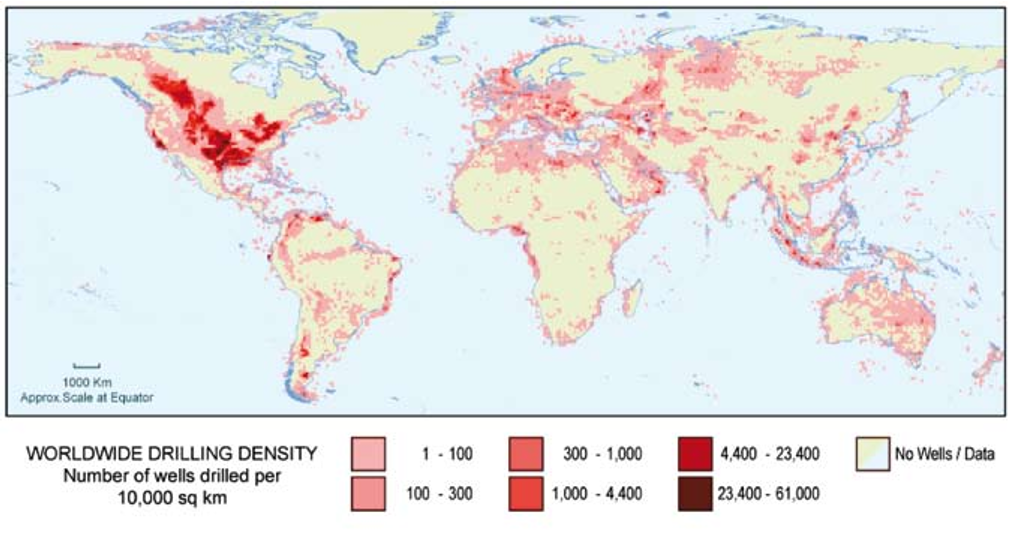 1000 Km
Approx.Scale at Equator
WORLDWIDE DRILLING DENSITY
Number of wells drilled per
10,000 sq km
1 - 100
100 - 300
300 - 1,000
1,000 - 4,400
4,400 - 23,400
23,400 - 61,000
No Wells / Data